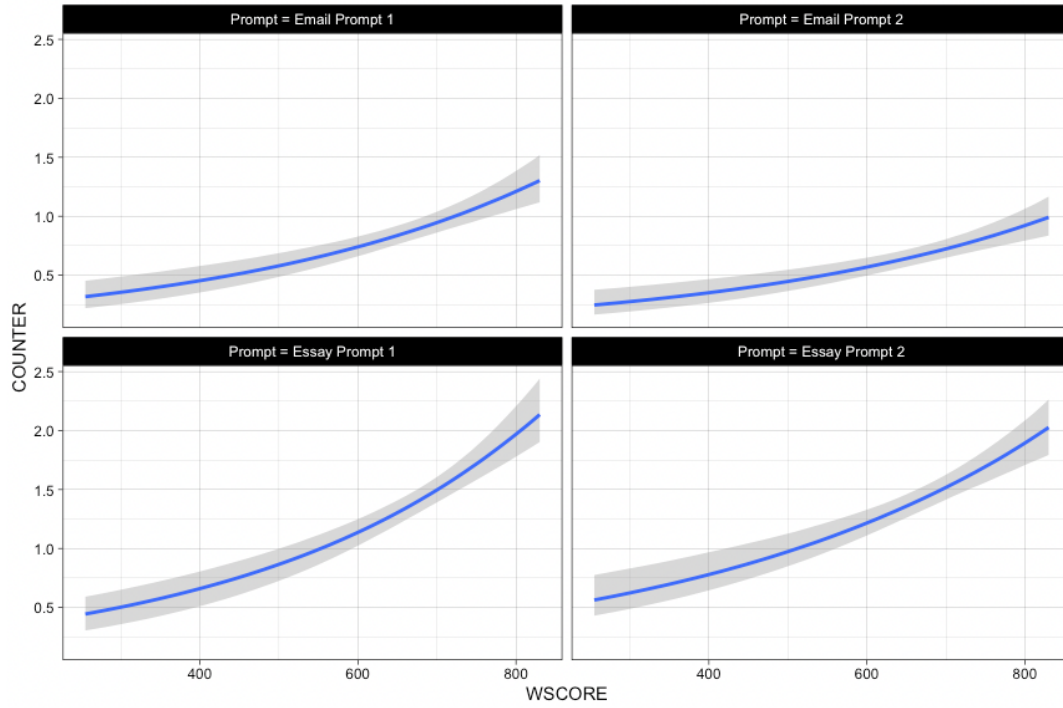 Prompt = Email Prompt 1
Prompt = Email Prompt 2
2.5
2.0
1.5
1.0
0.5
Prompt = Essay Prompt 1
Prompt = Essay Prompt 2
2.5
2.0
1.5
1.0
0.5
COUNTER
400
600
800
400
600
800
WSCORE